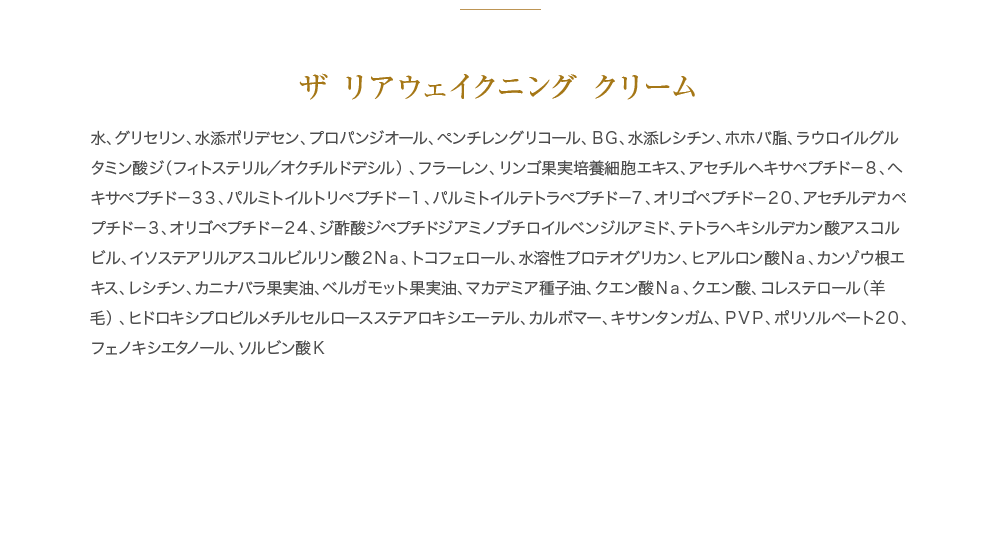 ザ リアウェイクニング クリーム
水、グリセリン、水添ポリデセン、プロパンジオール、ペンチレングリコール、ＢＧ、水添レシチン、ホホバ脂、ラウロイルグル
タミン酸ジ（フィトステリル／オクチルドデシル）、フラーレン、リンゴ果実培養細胞エキス、アセチルヘキサペプチドー８、ヘ
キサペプチドー３３、パルミトイルトリペプチドー１、パルミトイルテトラペプチドー７、オリゴペプチドー２０、アセチルデカペ
プチドー３、オリゴペプチドー２４、ジ酢酸ジペプチドジアミノブチロイルベンジルアミド、テトラヘキシルデカン酸アスコル
ビル、イソステアリルアスコルビルリン酸２Ｎａ、トコフェロール、水溶性プロテオグリカン、ヒアルロン酸Ｎａ、カンゾウ根エ
キス、レシチン、カニナバラ果実油、ベルガモット果実油、マカデミア種子油、クエン酸Ｎａ、クエン酸、コレステロール（羊
毛）、ヒドロキシプロピルメチルセルロースステアロキシエーテル、カルボマー、キサンタンガム、ＰＶＰ、ポリソルベート２０、
フェノキシエタノール、ソルビン酸Ｋ